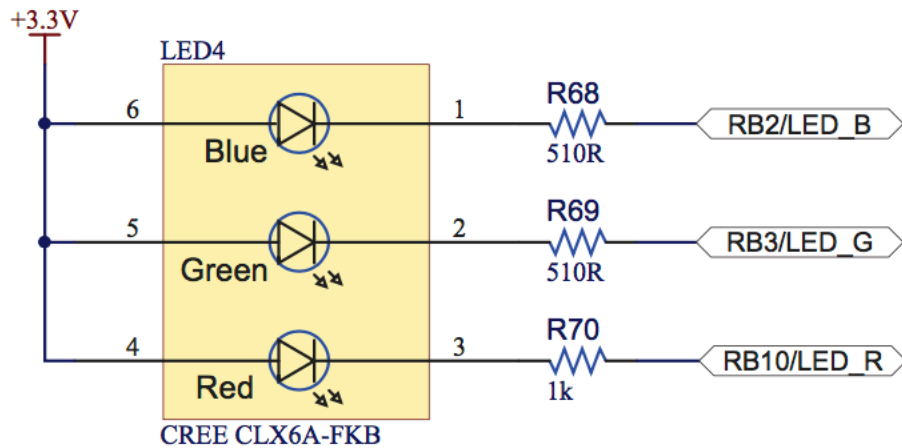 +3.3V
LED4
6
Blue
1
R68
510R
RB2/LED_B
5
Green
2
R69
510R
RB3/LED_G
4
Red
3
R70
1k
RB10/LED_R
CREE CLX6A-FKB